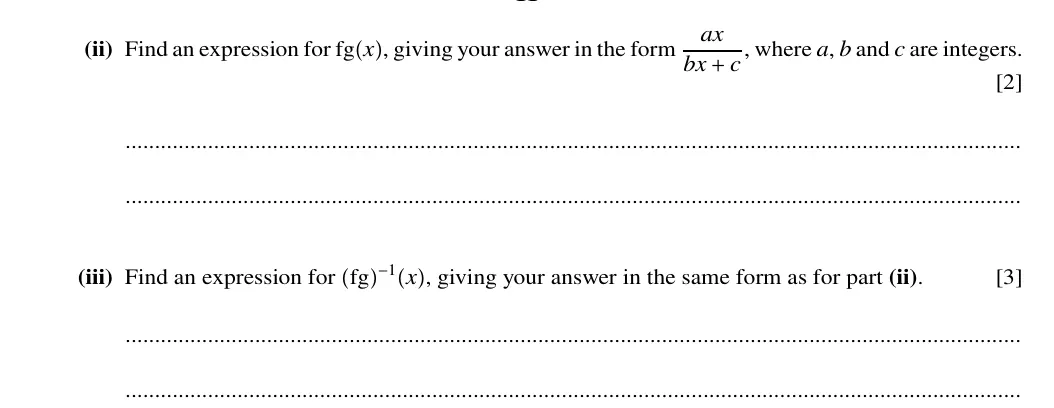 (ii) Find an expression for fg(x), giving your answer in the form ax/(bx + c), where a, b and c are integers.
[2]
(iii) Find an expression for (fg)⁻¹(x), giving your answer in the same form as for part (ii). [3]